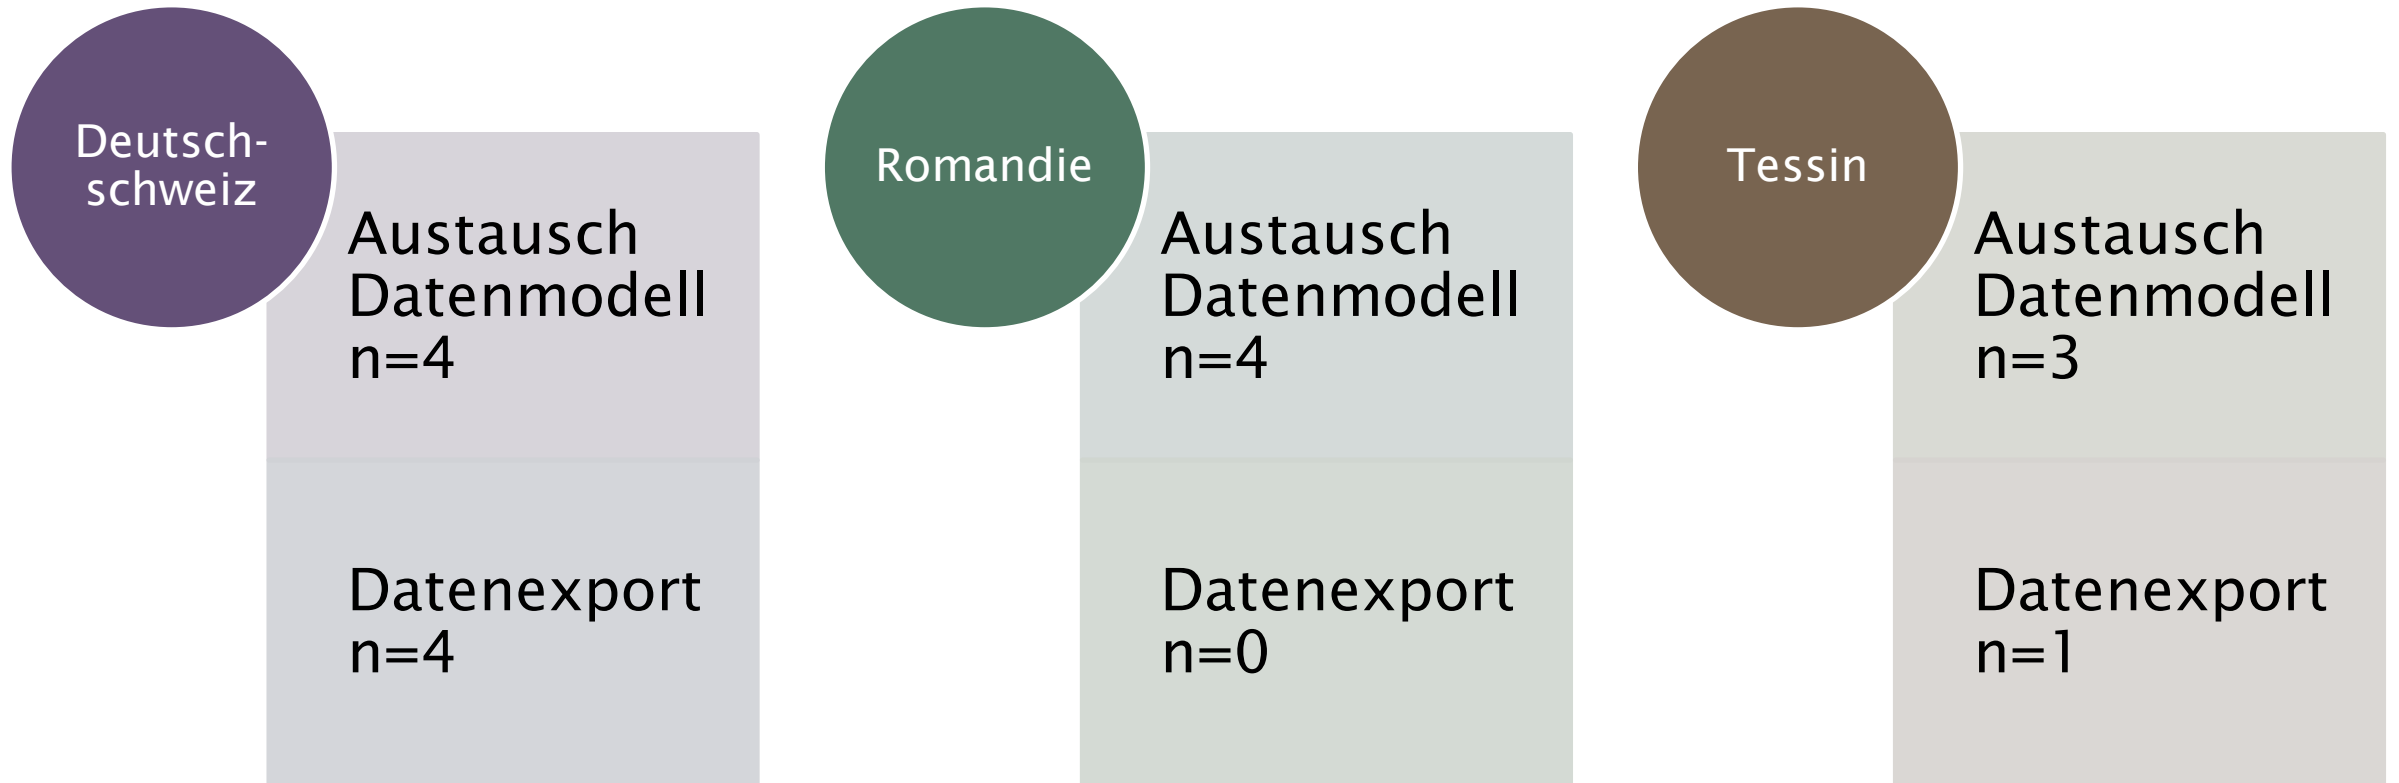 Deutsch-
schweiz
Austausch
Datenmodell
n=4
Datenexport
n=4
Romandie
Austausch
Datenmodell
n=4
Datenexport
n=0
Tessin
Austausch
Datenmodell
n=3
Datenexport
n=1